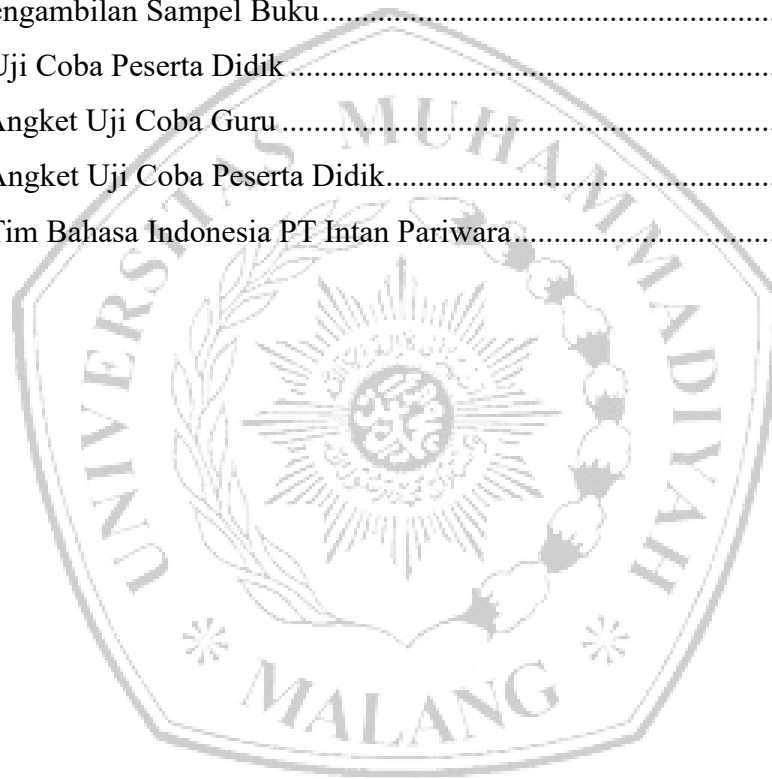 engambilan Sampel Buku
Uji Coba Peserta Didik
Angket Uji Coba Guru
Angket Uji Coba Peserta Didik
Tim Bahasa Indonesia PT Intan Pariwara
UNIVERSITAS MUHAMMADIYAH
MALANG